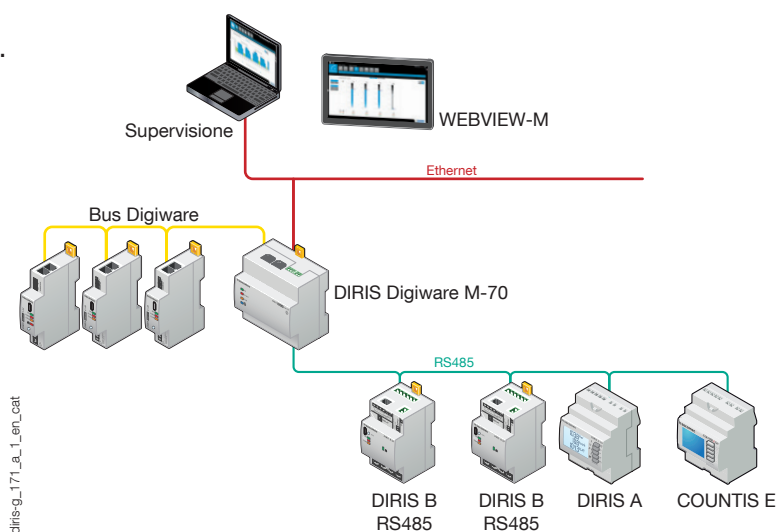 .
Supervisione
WEBVIEW-M
Ethernet
Bus Digiware
DIRIS Digiware M-70
RS485
DIRIS B
RS485
DIRIS B
RS485
DIRIS A
COUNTIS E
diris-g_171_a_1_en_cat